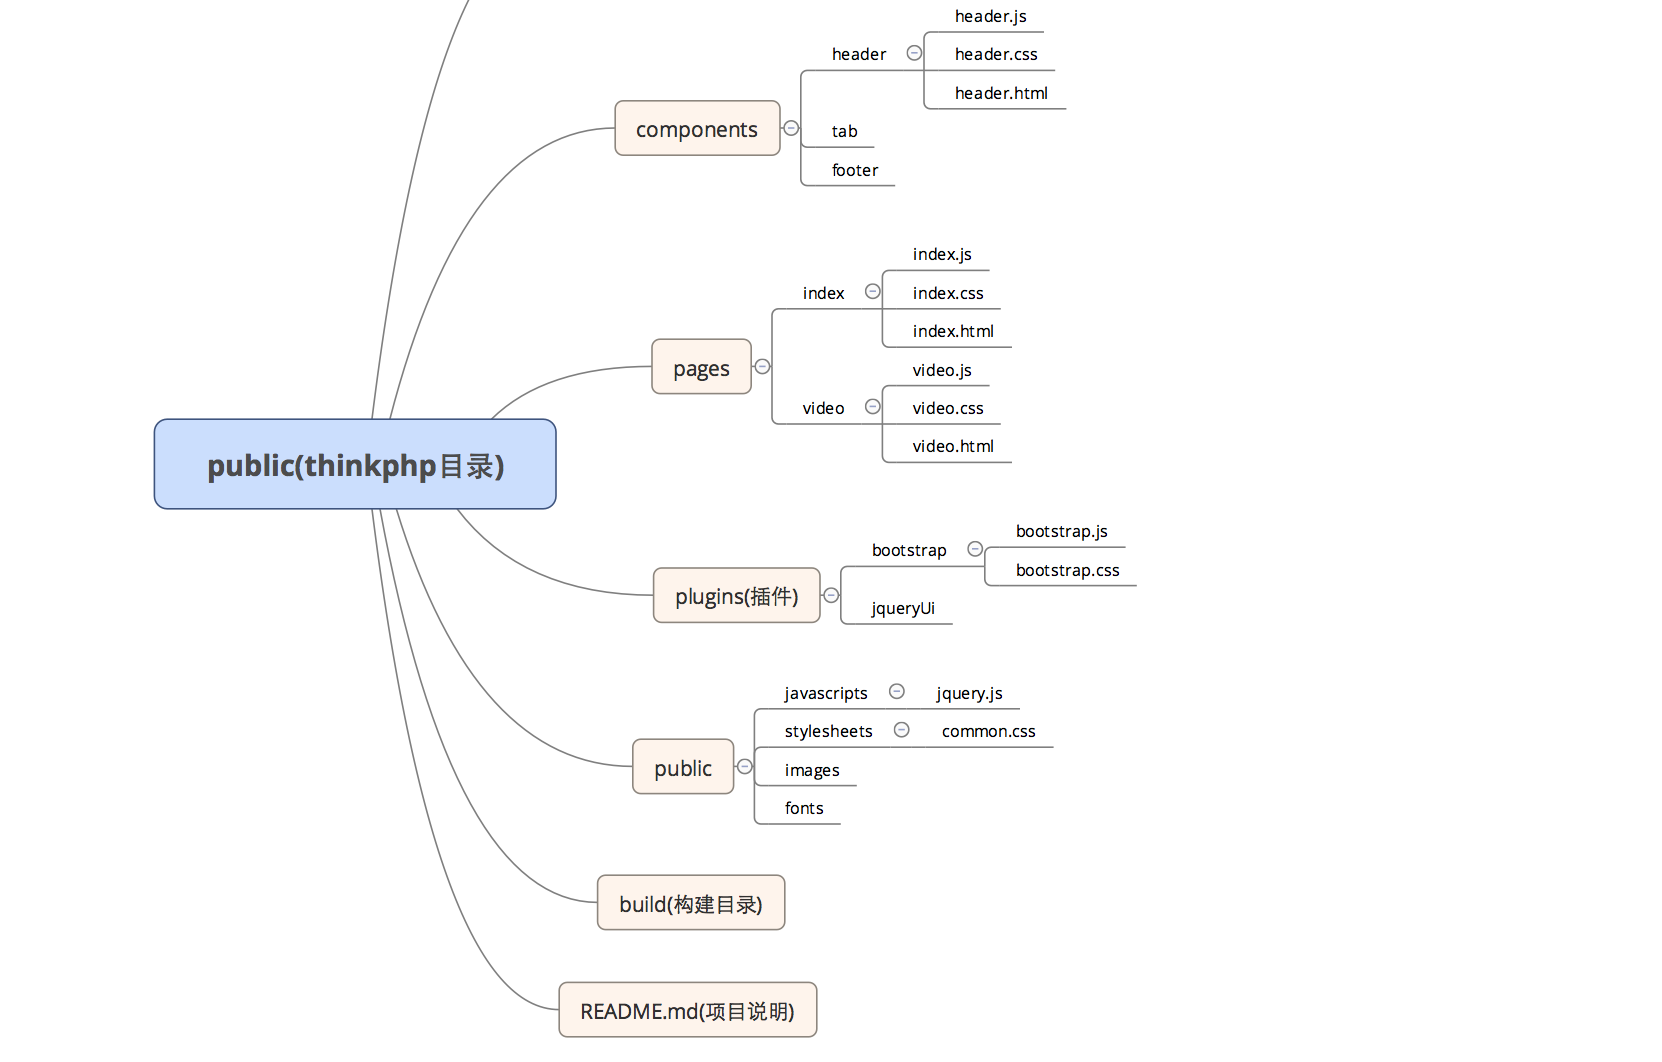 header.js
header
header.css
header.html
components
tab
footer
index.js
index
index.css
index.html
pages
video.js
video
video.css
video.html
public(thinkphp目录)
bootstrap.js
bootstrap
bootstrap.css
plugins(插件)
jqueryUi
javascripts
jquery.js
stylesheets
common.css
public
images
fonts
build(构建目录)
README.md(项目说明)